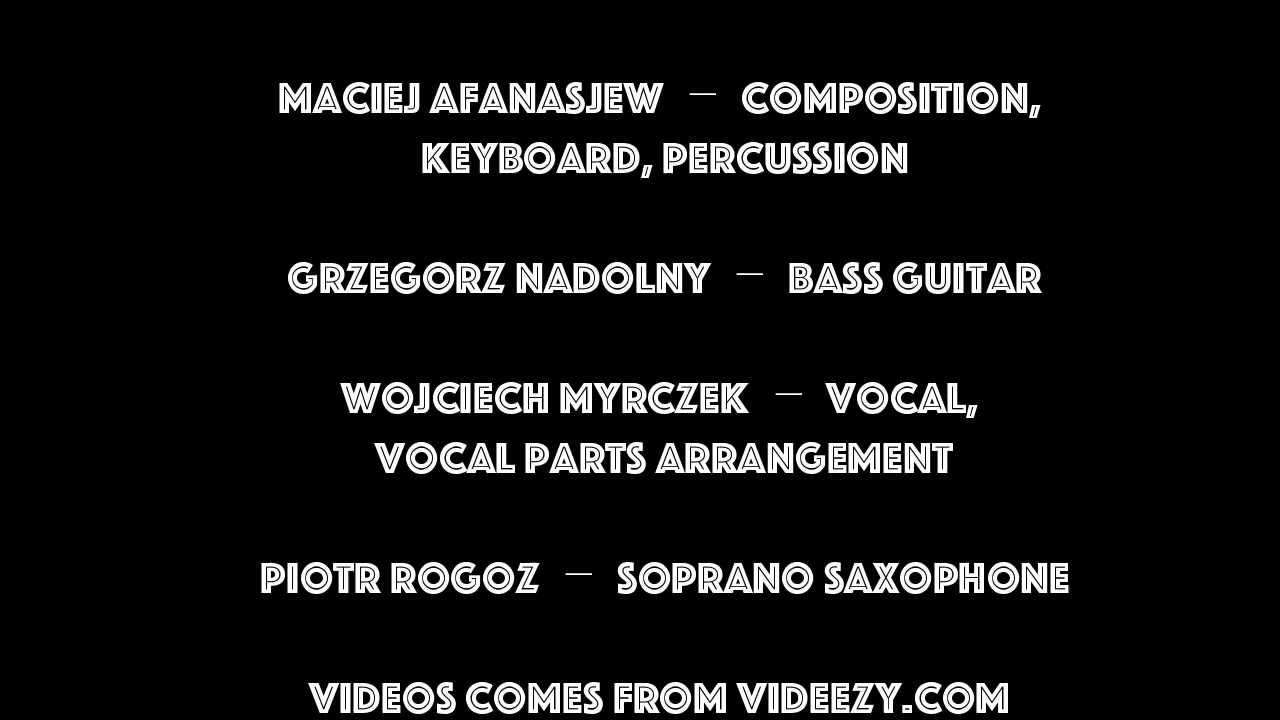 MACIEJ AFANASJEW – COMPOSITION,
KEYBOARD, PERCUSSION
GRZEGORZ NADOLNY – BASS GUITAR
WOJCIECH MYRCZEK – VOCAL,
VOCAL PARTS ARRANGEMENT
PIOTR ROGOZ – SOPRANO SAXOPHONE
VIDEOS COMES FROM VIDEEZY.COM